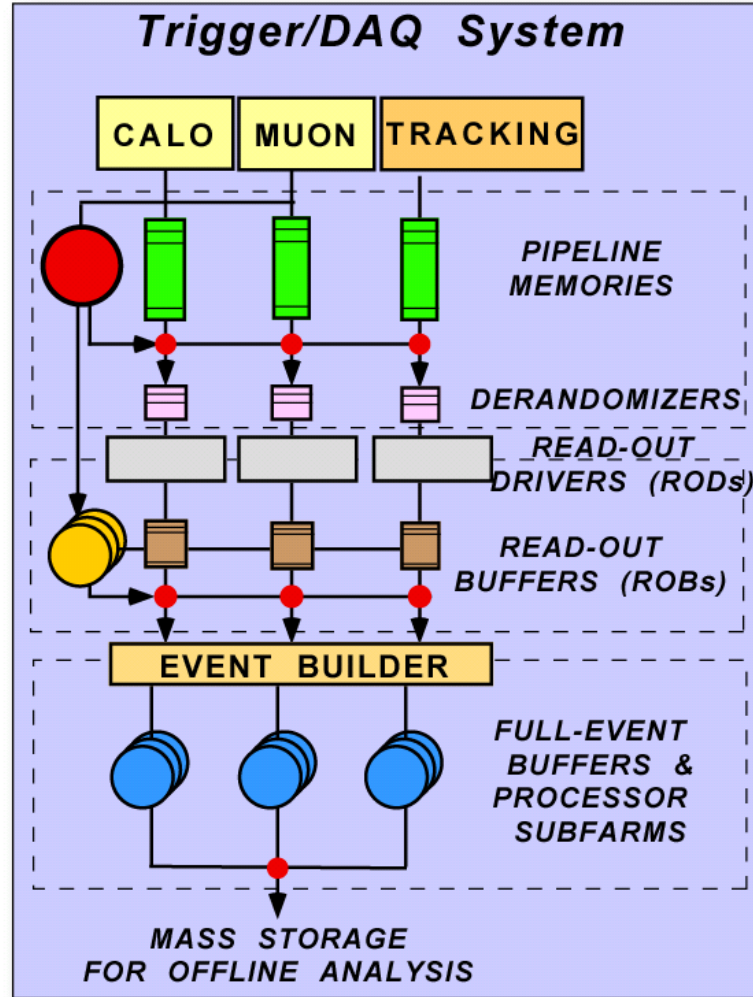 Trigger/DAQ System
CALO
MUON
TRACKING
PIPELINE
MEMORIES
DERANDOMIZERS
READ-OUT
DRIVERS (RODs)
READ-OUT
BUFFERS (ROBs)
EVENT BUILDER
FULL-EVENT
BUFFERS &
PROCESSOR
SUBFARMS
MASS STORAGE
FOR OFFLINE ANALYSIS